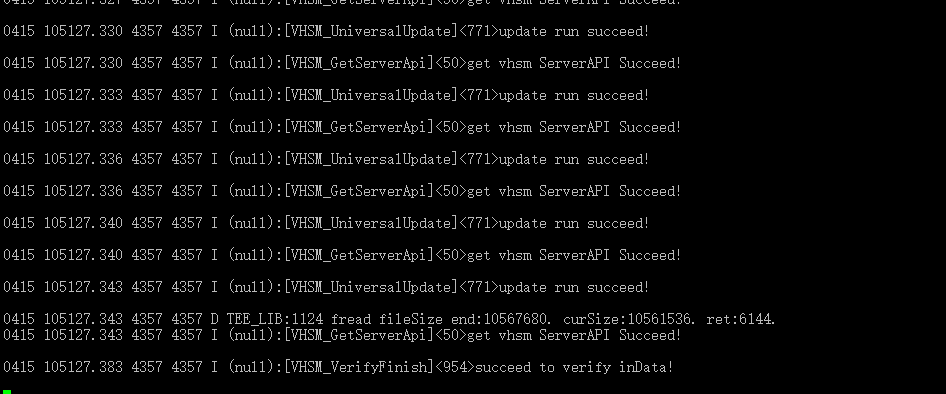 0415 105127.327 4357 4357 I (null):[VHSM_GetServerApi]<50>get vhsm ServerAPI Succeed!
0415 105127.330 4357 4357 I (null):[VHSM_UniversalUpdate]<771>update run succeed!
0415 105127.330 4357 4357 I (null):[VHSM_GetServerApi]<50>get vhsm ServerAPI Succeed!
0415 105127.333 4357 4357 I (null):[VHSM_UniversalUpdate]<771>update run succeed!
0415 105127.333 4357 4357 I (null):[VHSM_GetServerApi]<50>get vhsm ServerAPI Succeed!
0415 105127.336 4357 4357 I (null):[VHSM_UniversalUpdate]<771>update run succeed!
0415 105127.336 4357 4357 I (null):[VHSM_GetServerApi]<50>get vhsm ServerAPI Succeed!
0415 105127.340 4357 4357 I (null):[VHSM_UniversalUpdate]<771>update run succeed!
0415 105127.340 4357 4357 I (null):[VHSM_GetServerApi]<50>get vhsm ServerAPI Succeed!
0415 105127.343 4357 4357 I (null):[VHSM_UniversalUpdate]<771>update run succeed!
0415 105127.343 4357 4357 D TEE_LIB:1124 fread fileSize end:10567680. curSize:10561536. ret:6144.
0415 105127.343 4357 4357 I (null):[VHSM_GetServerApi]<50>get vhsm ServerAPI Succeed!
0415 105127.383 4357 4357 I (null):[VHSM_VerifyFinish]<954>succeed to verify inData!